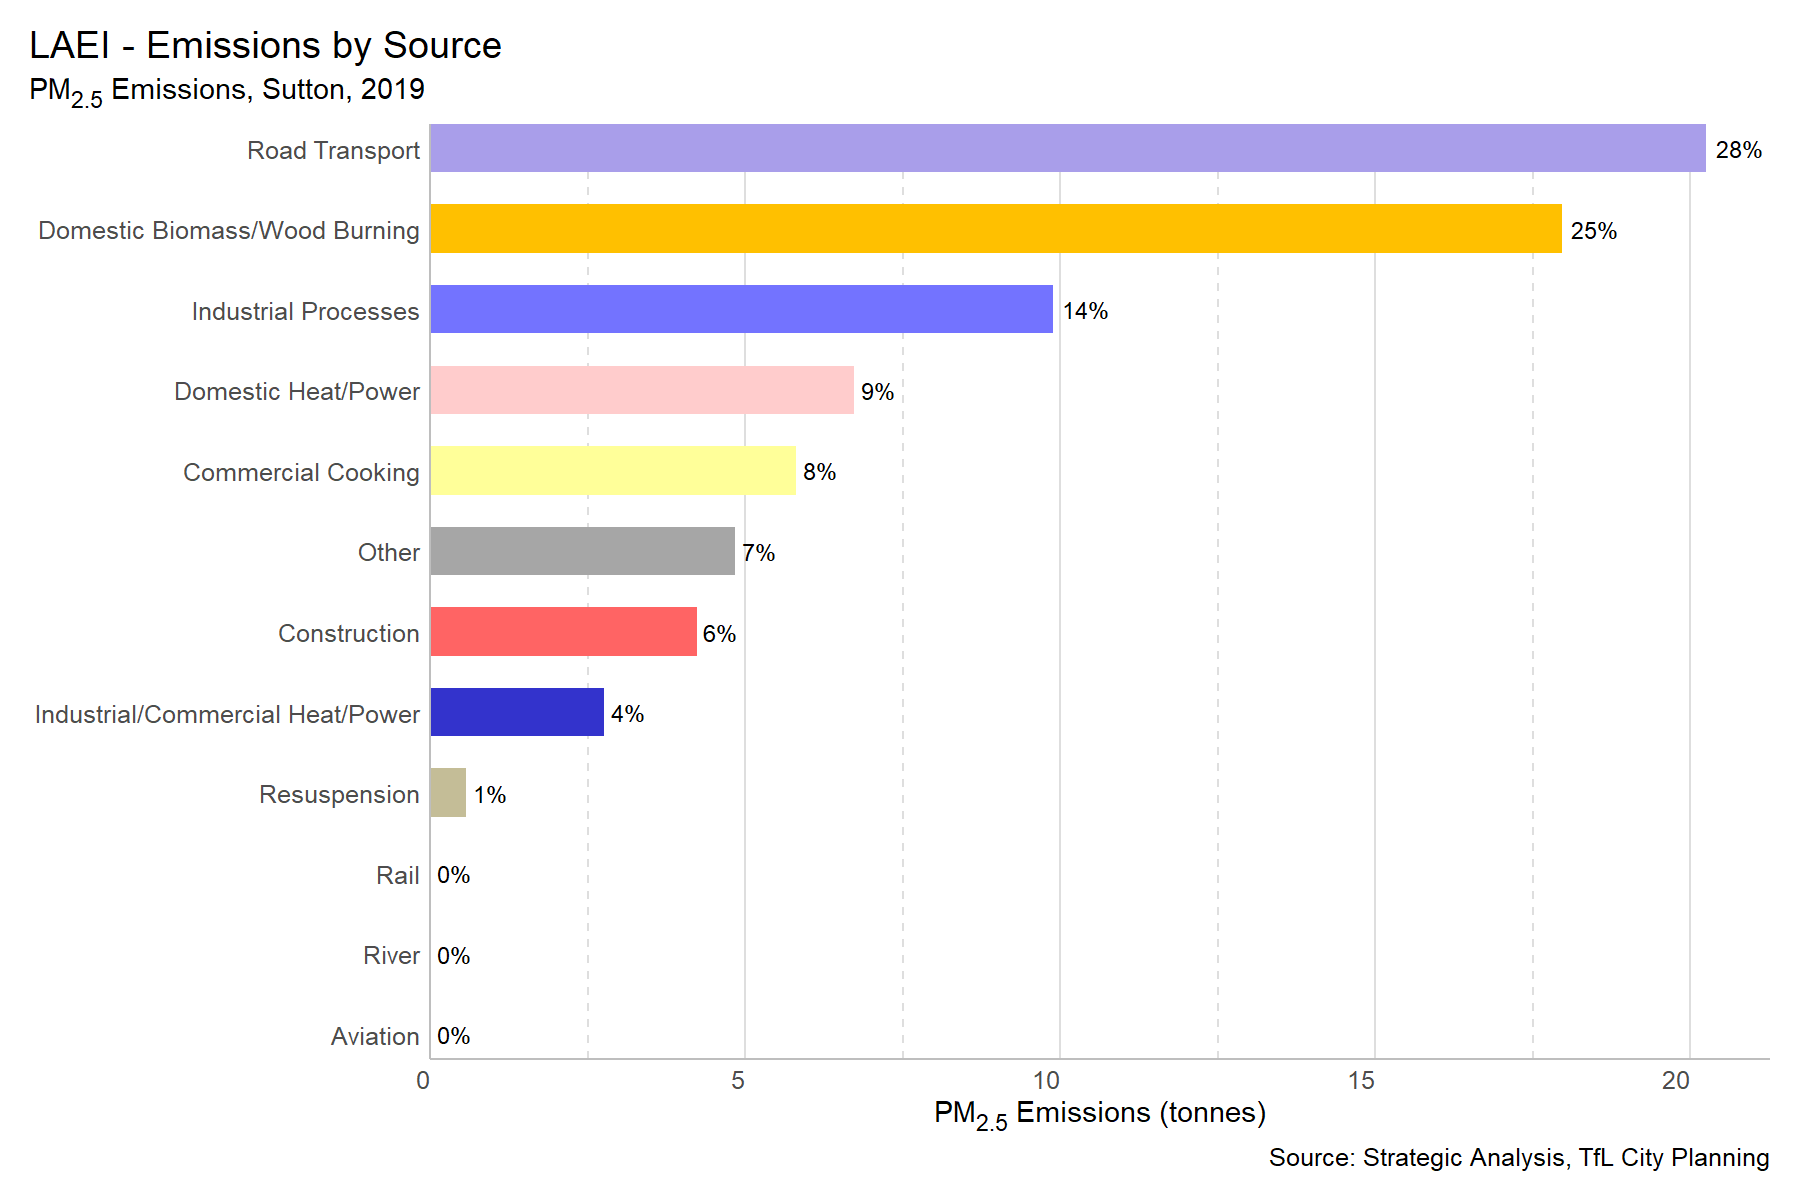 LAEI - Emissions by Source
PM2.5 Emissions, Sutton, 2019
Road Transport 28%
Domestic Biomass/Wood Burning 25%
Industrial Processes 14%
Domestic Heat/Power 9%
Commercial Cooking 8%
Other 7%
Construction 6%
Industrial/Commercial Heat/Power 4%
Resuspension 1%
Rail 0%
River 0%
Aviation 0%
0 5 10 15 20
PM2.5 Emissions (tonnes)
Source: Strategic Analysis, TfL City Planning